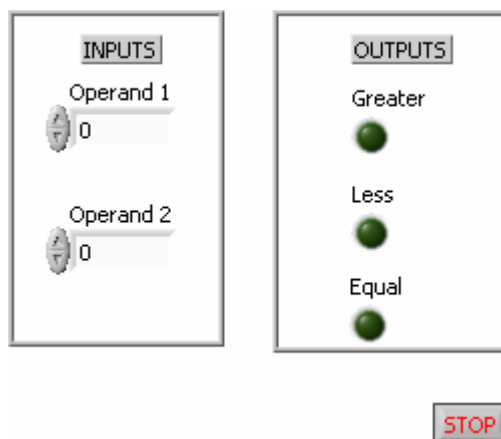 INPUTS
Operand 1
0
Operand 2
0
OUTPUTS
Greater
Less
Equal
STOP